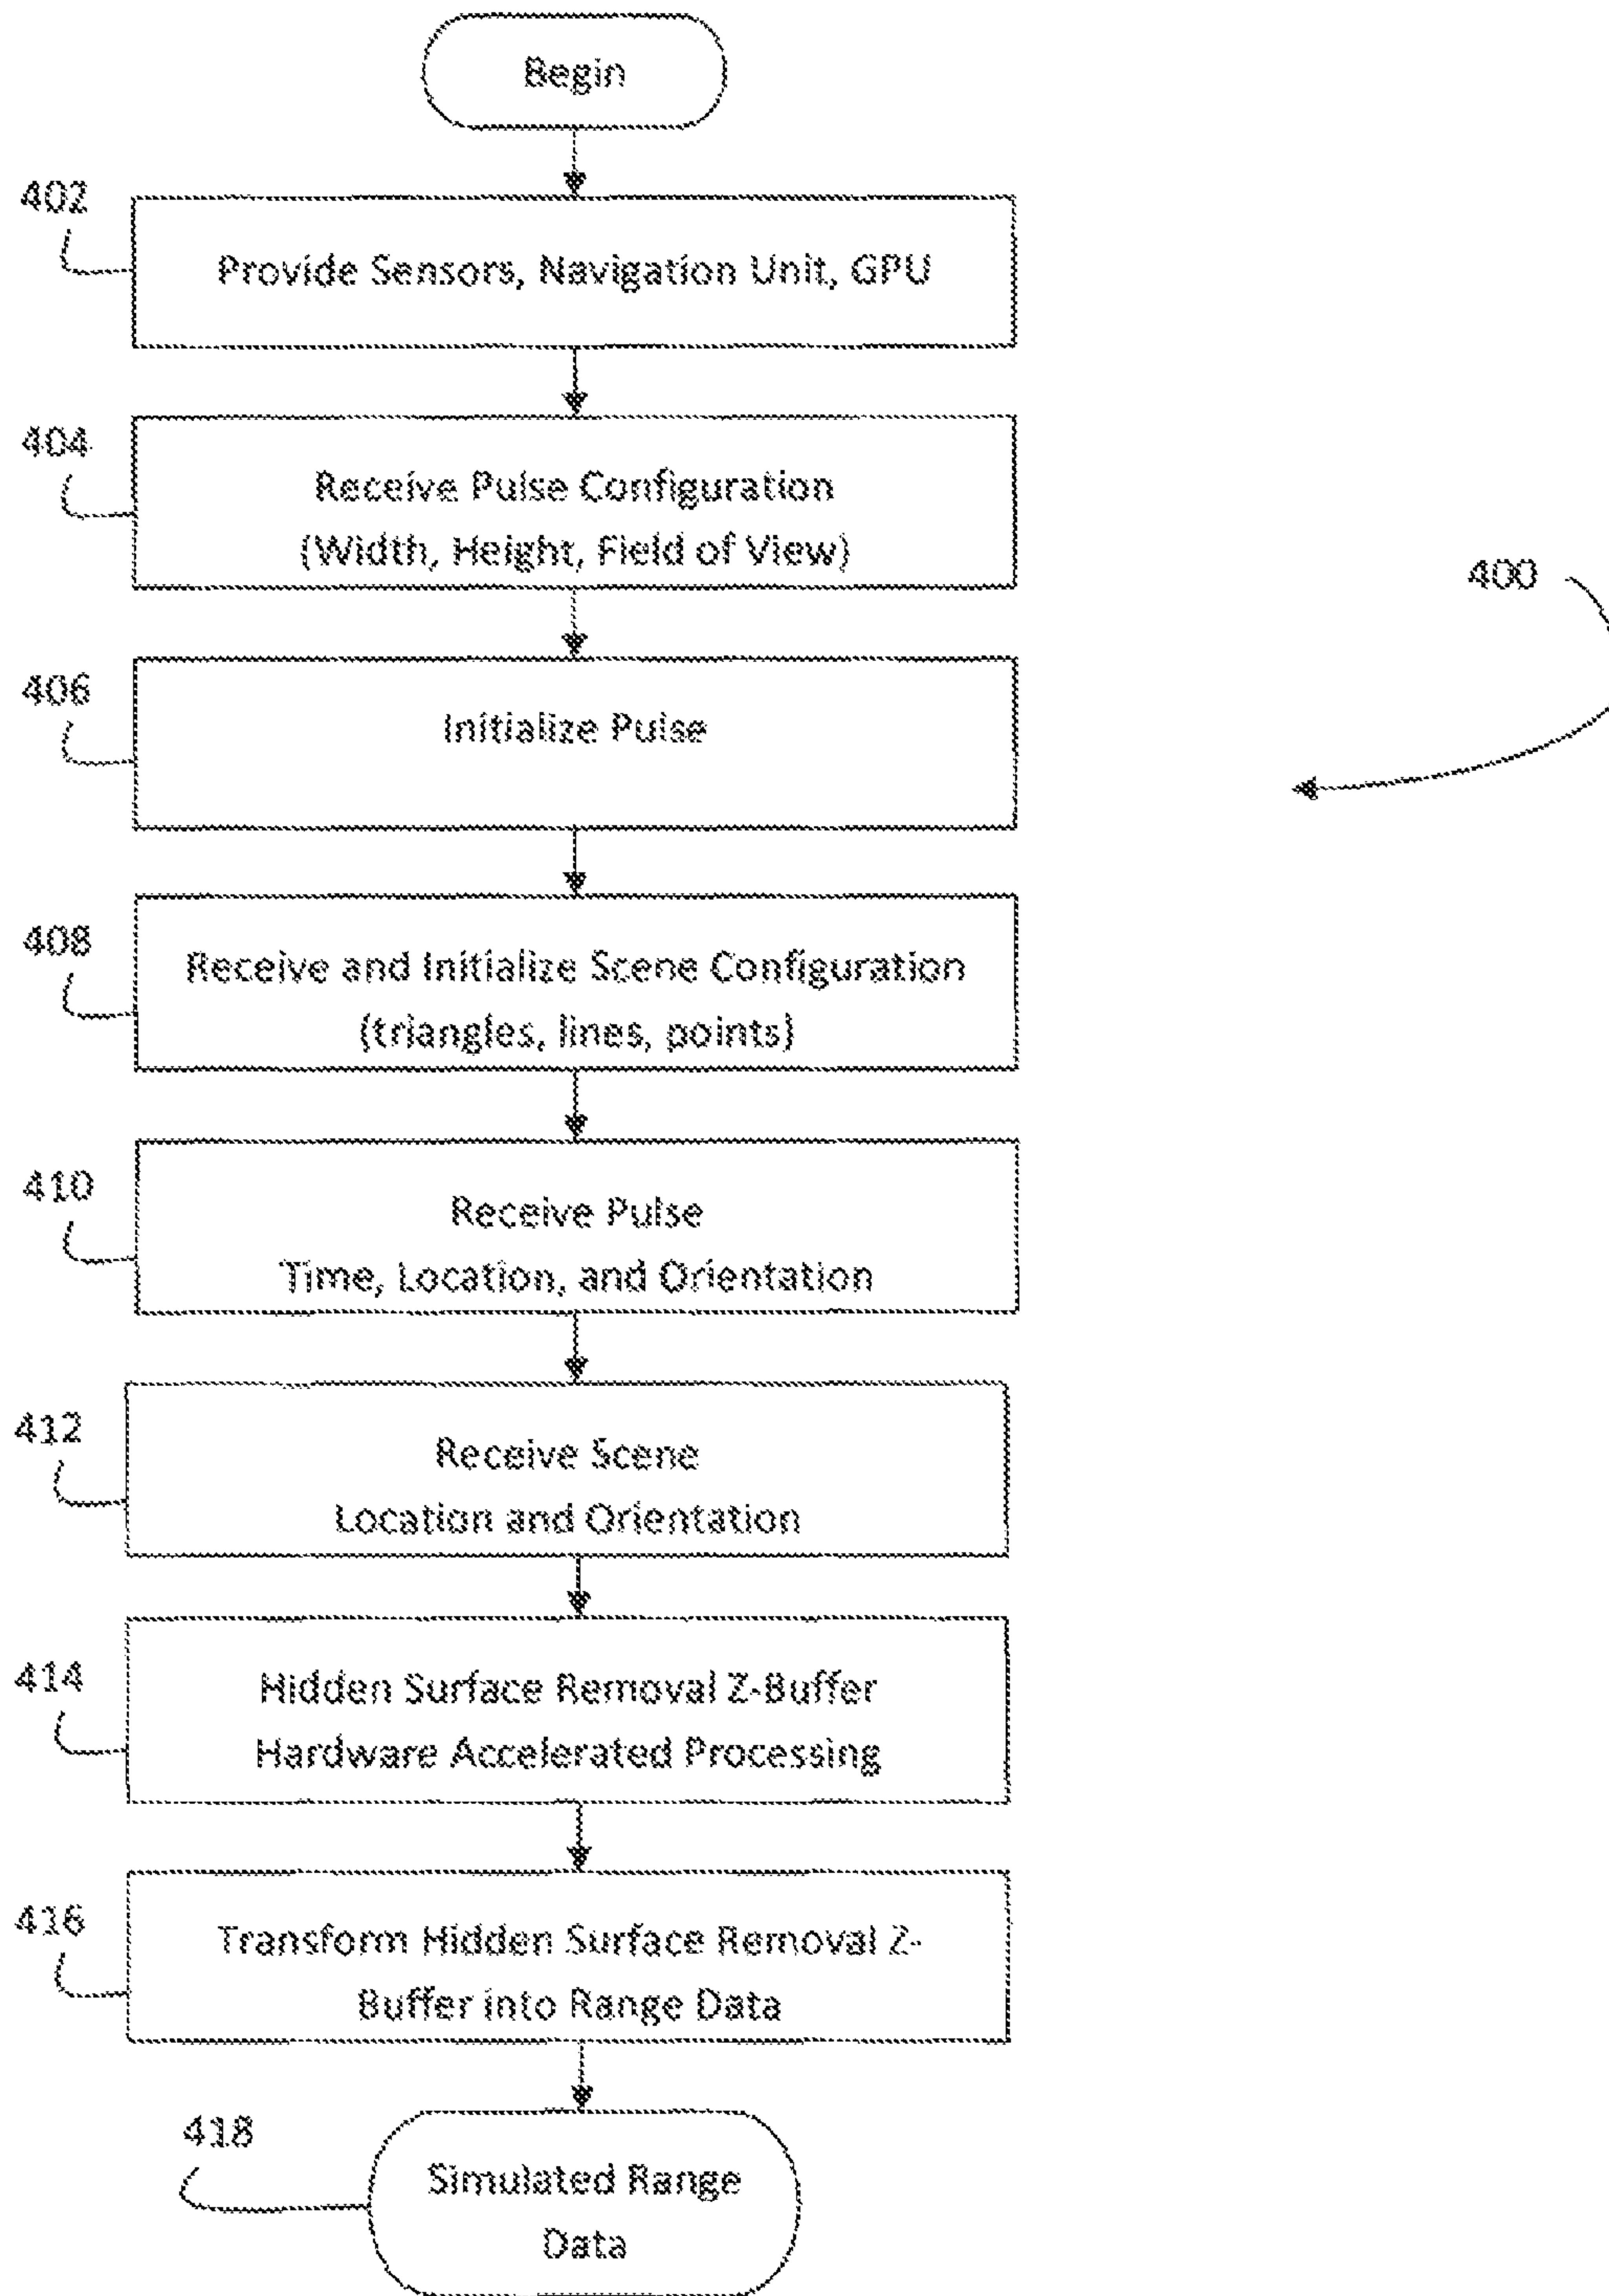 Begin
402
Provide Sensors, Navigation Unit, GPU
404
Receive Pulse Configuration
(Width, Height, Field of View)
400
406
Initialize Pulse
408
Receive and Initialize Scene Configuration
(triangles, lines, points)
410
Receive Pulse
Time, Location, and Orientation
412
Receive Scene
Location and Orientation
414
Hidden Surface Removal Z-Buffer
Hardware Accelerated Processing
416
Transform Hidden Surface Removal Z-
Buffer into Range Data
418
Simulated Range
Data